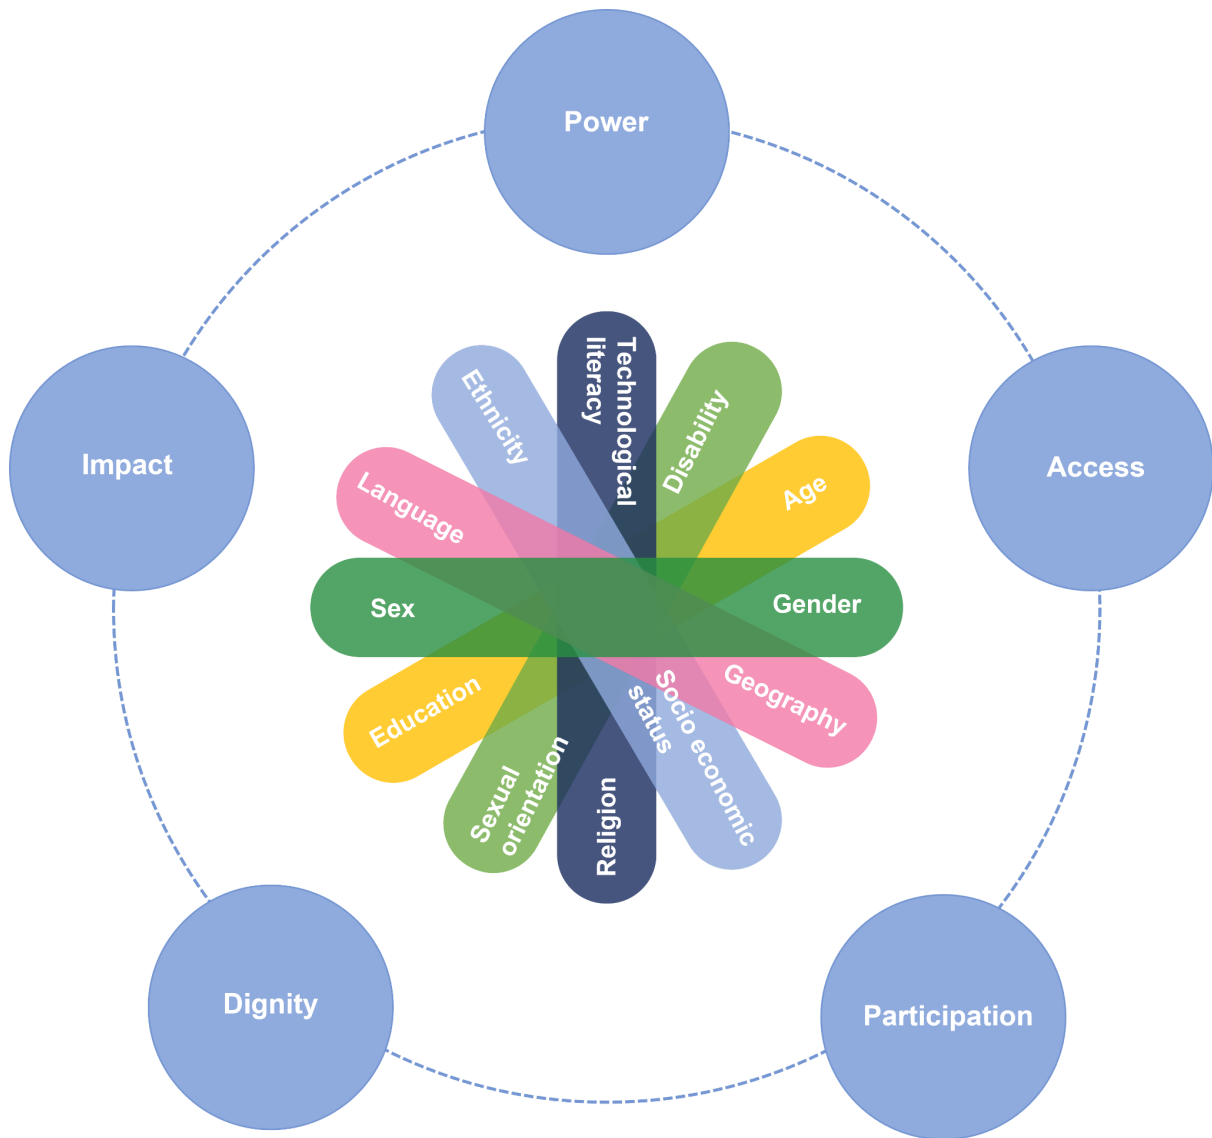 Power
Technological
literacy
Disability
Ethnicity
Age
Impact
Access
Language
Sex
Gender
Education
Geography
Socio economic
status
Sexual
orientation
Religion
Dignity
Participation